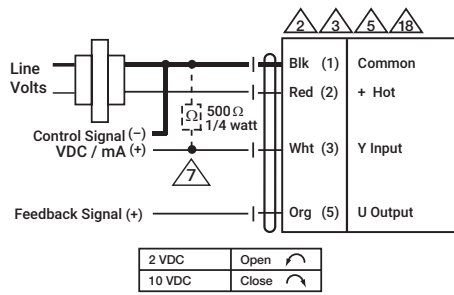 2 3 5 18
Line
Volts
Blk (1) Common
Red (2) + Hot
Ω 500 Ω
1/4 watt
Control Signal (–)
VDC / mA (+)
Wht (3) Y Input
7
Feedback Signal (+)
Org (5) U Output
2 VDC Open
10 VDC Close